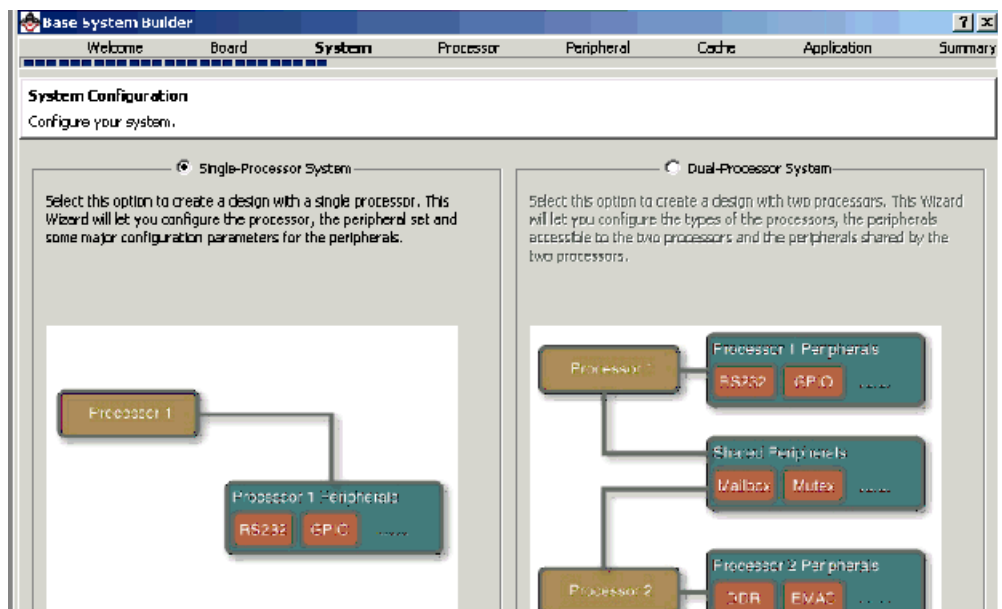 Base System Builder
? x
Welcome Board System Processor Peripheral Cache Application Summary
System Configuration
Configure your system.
Single-Processor System
Select this option to create a design with a single processor. This
Wizard will let you configure the processor, the peripheral set and
some major configuration parameters for the peripherals.
Processor 1
Processor 1 Peripherals
RS232 GPIO ......
Dual-Processor System
Select this option to create a design with two processors. This Wizard
will let you configure the types of the processors, the peripherals
accessible to the two processors and the peripherals shared by the
two processors.
Processor 1
Processor 1 Peripherals
RS232 GPIO ......
Shared Peripherals
Mailbox Mutex ......
Processor 2
Processor 2 Peripherals
DDR EMAC ......